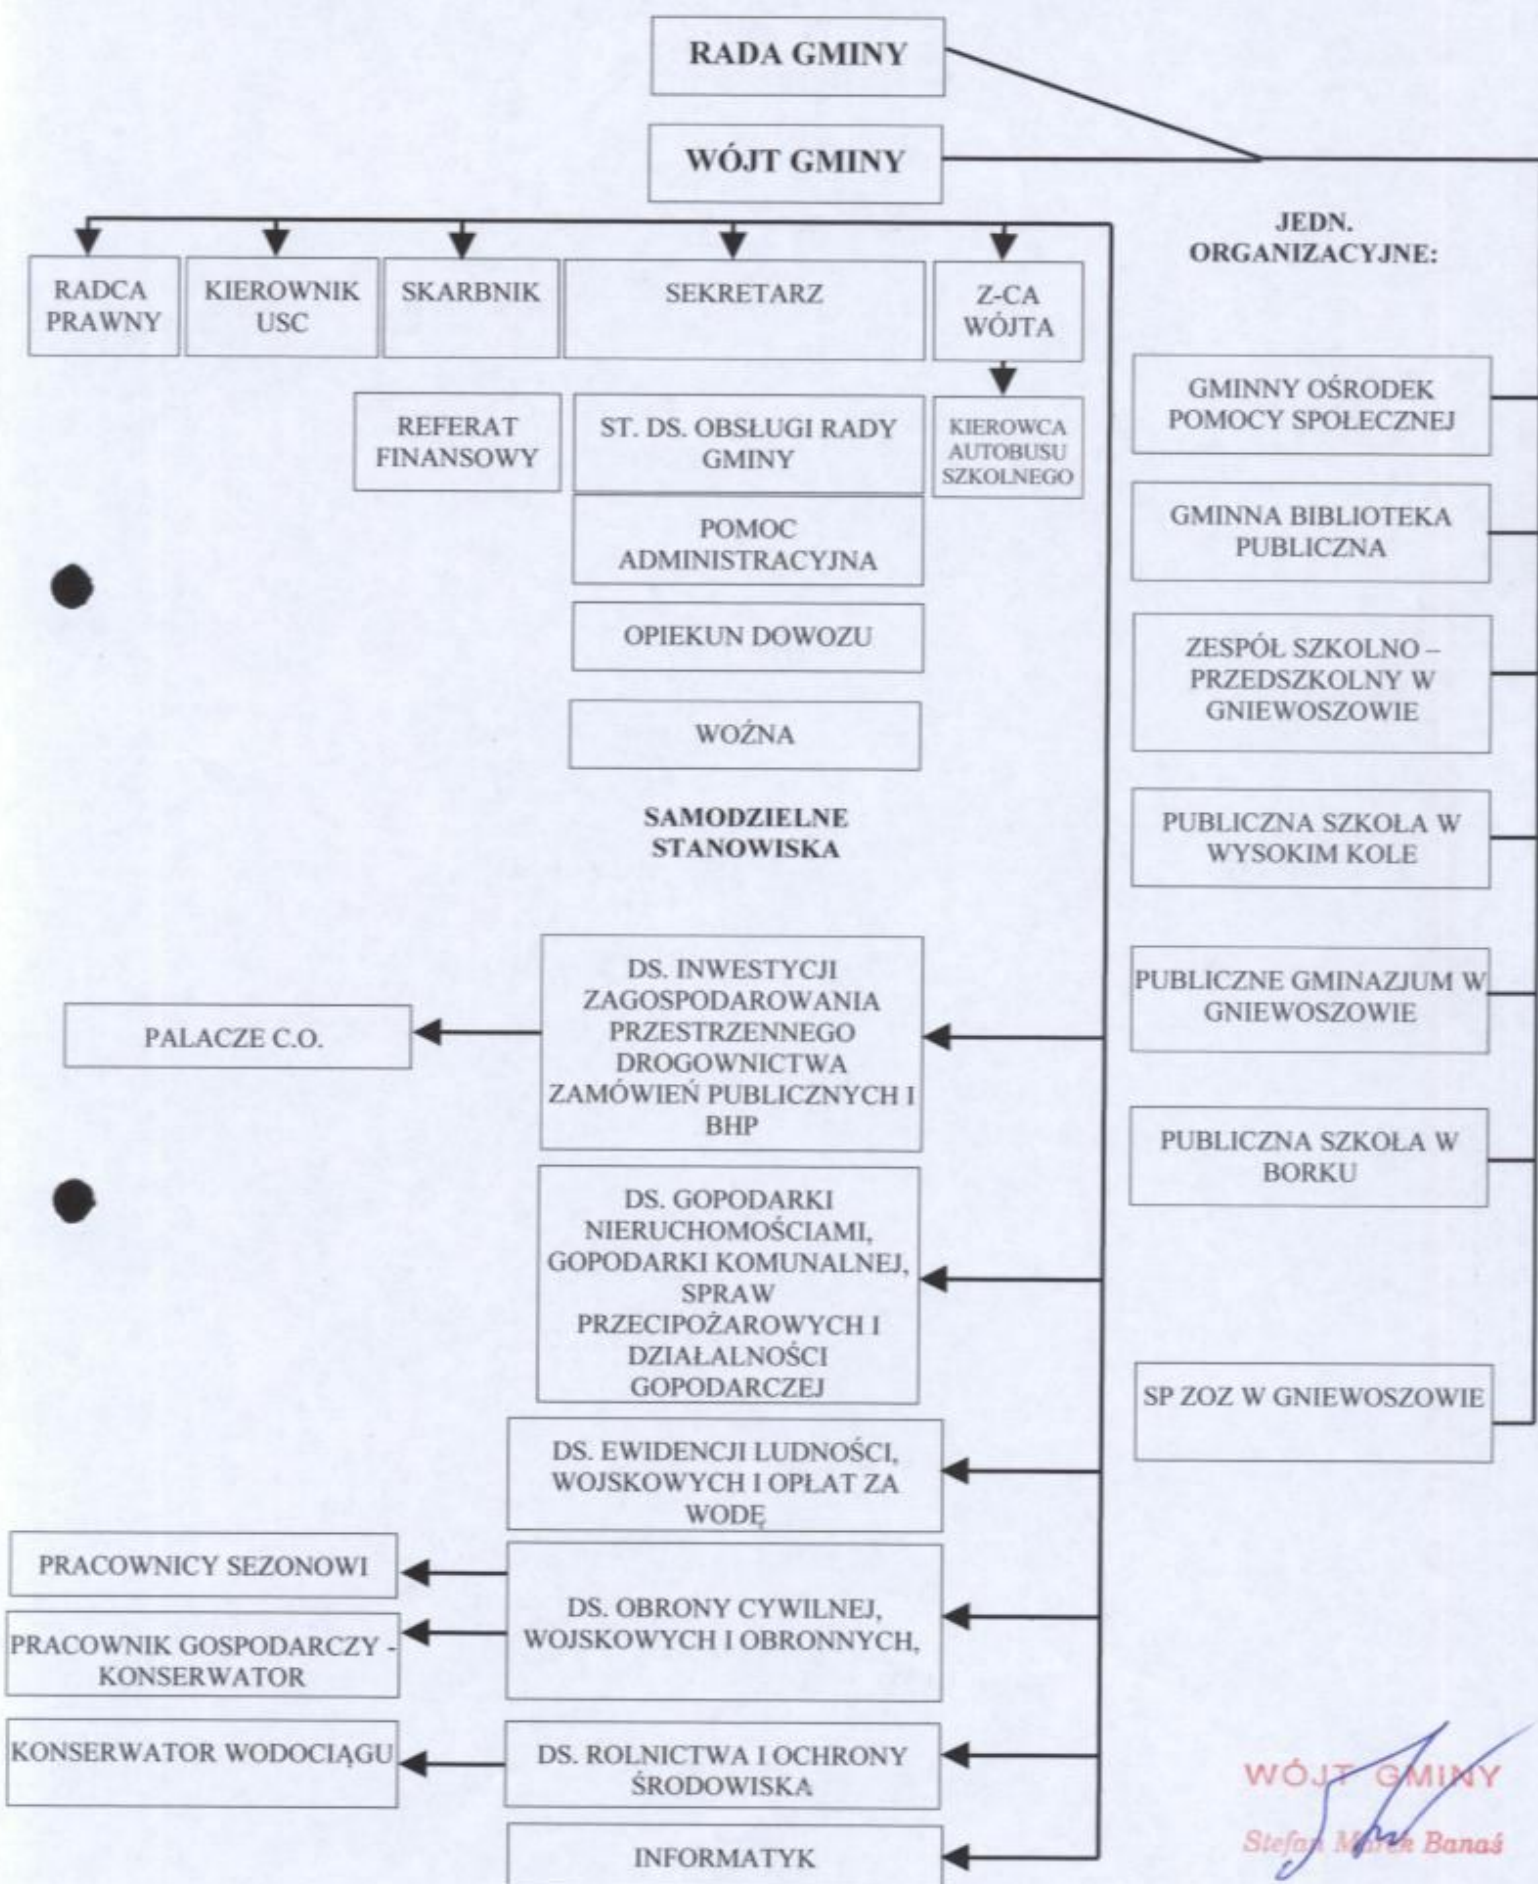 RADA GMINY
WÓJT GMINY
JEDN.
ORGANIZACYJNE:
RADCA
PRAWNY
KIEROWNIK
USC
SKARBNIK
SEKRETARZ
Z-CA
WÓJTA
REFERAT
FINANSOWY
ST. DS. OBSŁUGI RADY
GMINY
KIEROWCA
AUTOBUSU
SZKOLNEGO
POMOC
ADMINISTRACYJNA
OPIEKUN DOWOZU
WOŹNA
GMINNY OŚRODEK
POMOCY SPOŁECZNEJ
GMINNA BIBLIOTEKA
PUBLICZNA
ZESPÓŁ SZKOLNO –
PRZEDSZKOLNY W
GNIEWOSZOWIE
PUBLICZNA SZKOŁA W
WYSOKIM KOLE
PUBLICZNE GMINAZJUM W
GNIEWOSZOWIE
PUBLICZNA SZKOŁA W
BORKU
SP ZOZ W GNIEWOSZOWIE
SAMODZIELNE
STANOWISKA
DS. INWESTYCJI
ZAGOSPODAROWANIA
PRZESTRZENNEGO
DROGOWNICTWA
ZAMÓWIEŃ PUBLICZNYCH I
BHP
PALACZE C.O.
DS. GOPODARKI
NIERUCHOMOŚCIAMI,
GOPODARKI KOMUNALNEJ,
SPRAW
PRZECIPOŻAROWYCH I
DZIAŁALNOŚCI
GOPODARCZEJ
DS. EWIDENCJI LUDNOŚCI,
WOJSKOWYCH I OPŁAT ZA
WODĘ
PRACOWNICY SEZONOWI
PRACOWNIK GOSPODARCZY -
KONSERWATOR
DS. OBRONY CYWILNEJ,
WOJSKOWYCH I OBRONNYCH,
KONSERWATOR WODOCIĄGU
DS. ROLNICTWA I OCHRONY
ŚRODOWISKA
INFORMATYK
WÓJT GMINY
Stefan Marek Banaś